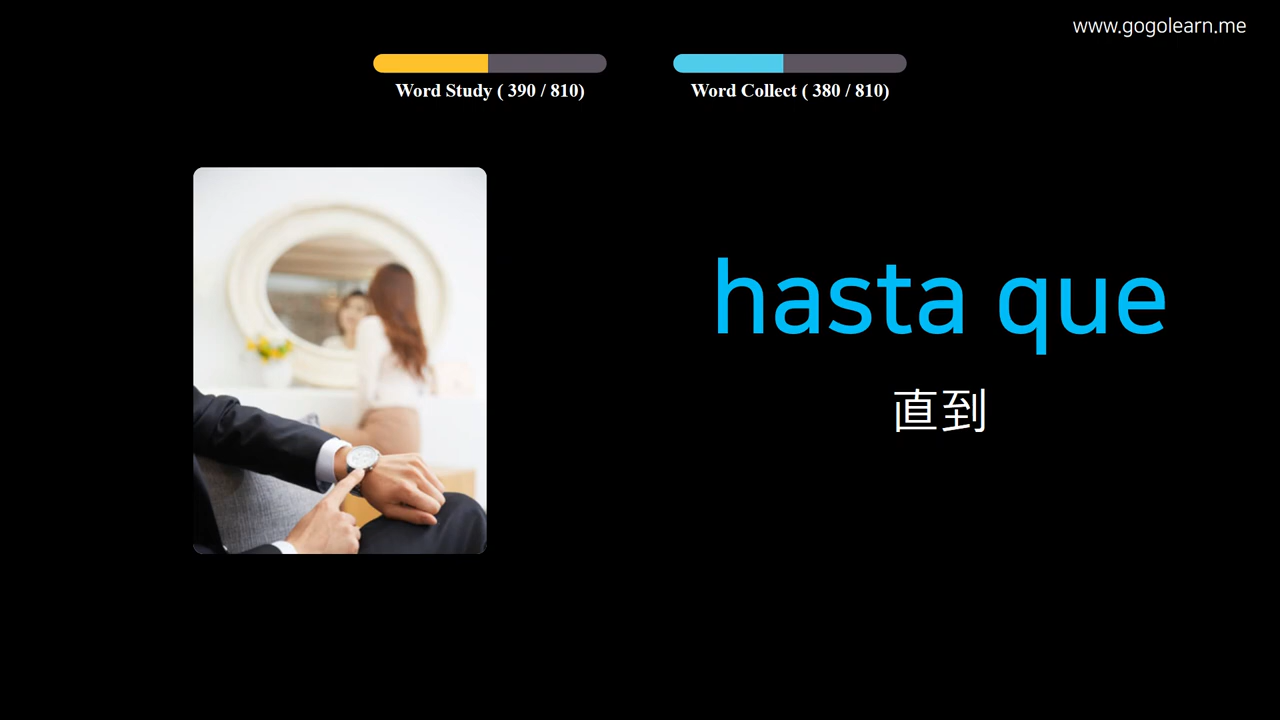 www.gogolearn.me
Word Study ( 390 / 810)
Word Collect ( 380 / 810)
hasta que
直到